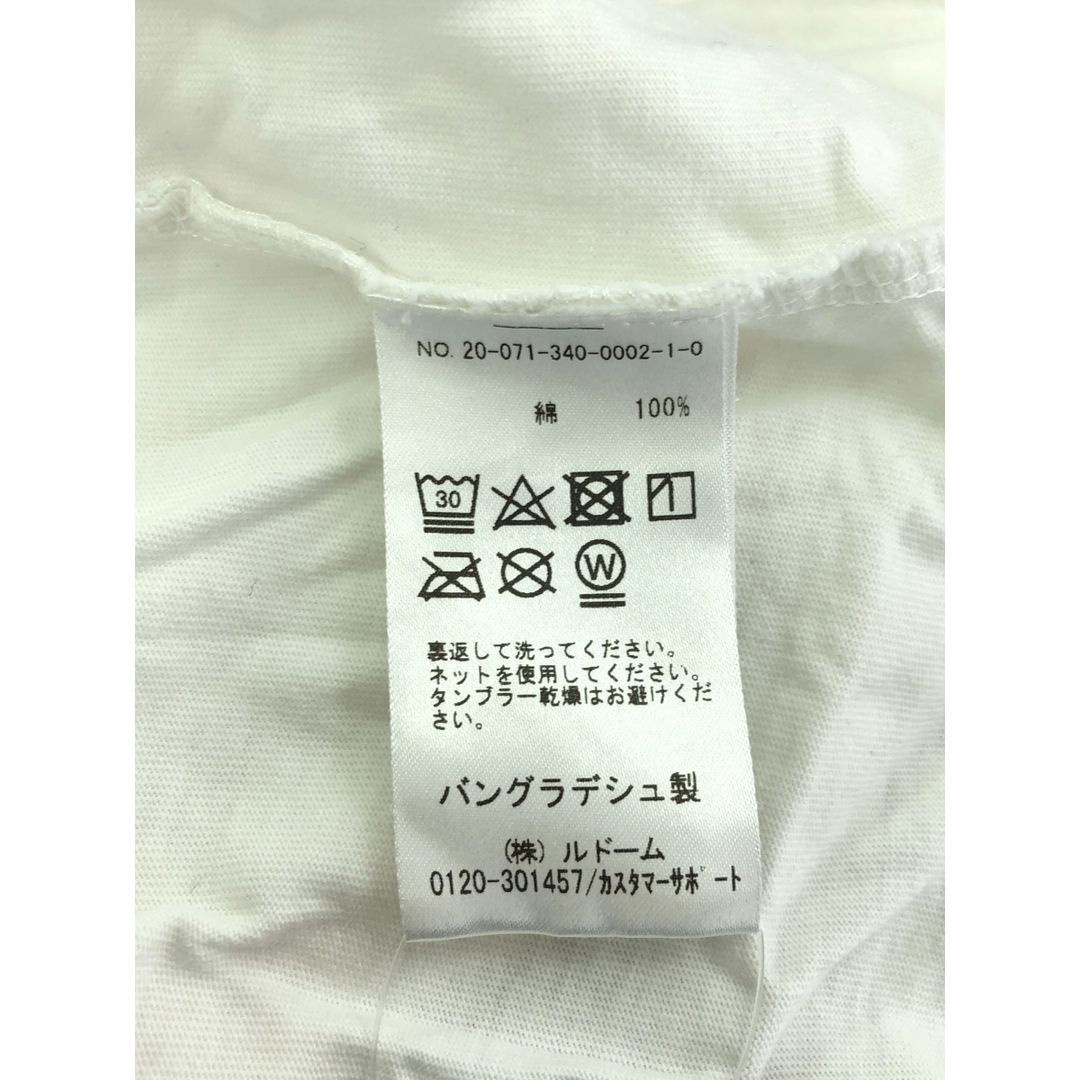 NO. 20-071-340-0002-1-0
綿 100%
30
W
裏返して洗ってください。
ネットを使用してください。
タンブラー乾燥はお避けくだ
さい。
バングラデシュ製
(株) ルドーム
0120-301457/カスタマーサポート